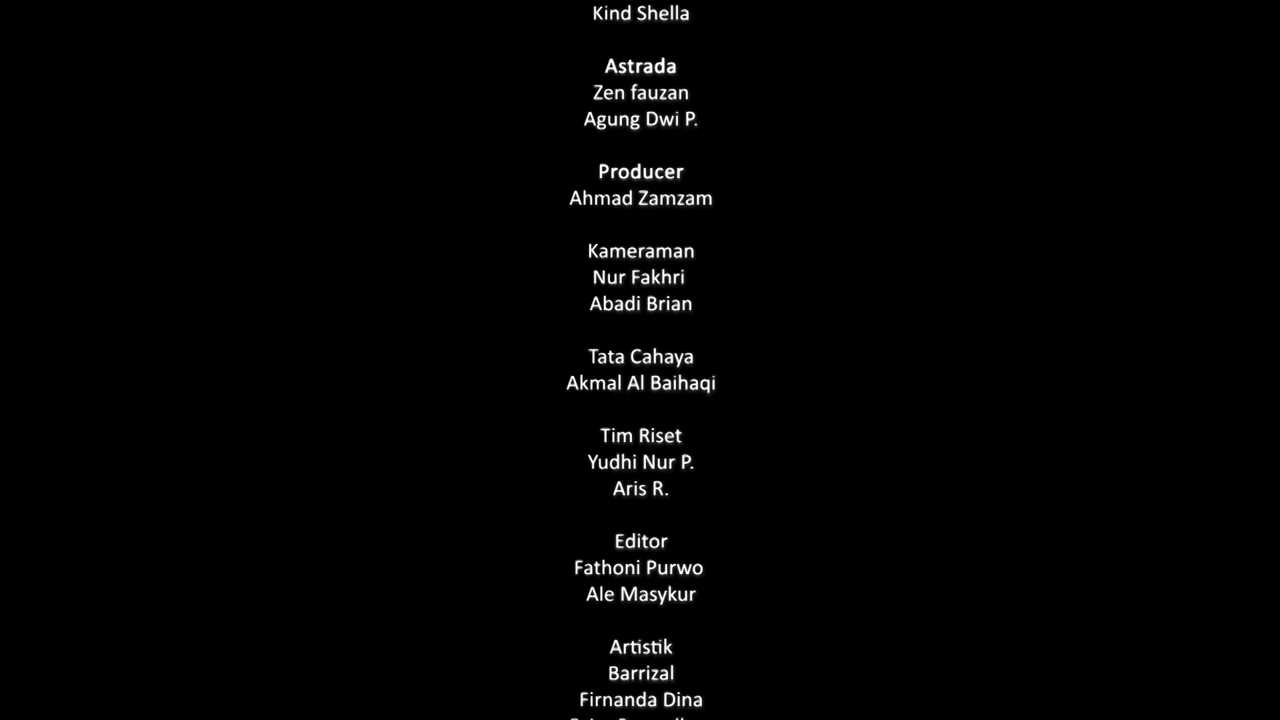 Kind Shella
Astrada
Zen fauzan
Agung Dwi P.
Producer
Ahmad Zamzam
Kameraman
Nur Fakhri
Abadi Brian
Tata Cahaya
Akmal Al Baihaqi
Tim Riset
Yudhi Nur P.
Aris R.
Editor
Fathoni Purwo
Ale Masykur
Artistik
Barrizal
Firnanda Dina